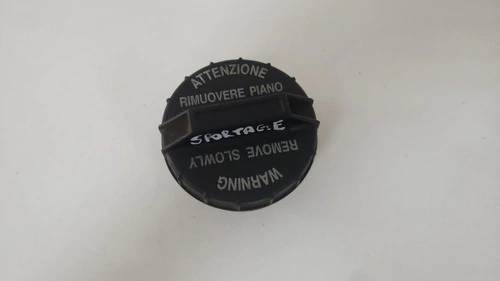 ATTENZIONE
RIMUOVERE PIANO
SPORTAGE
REMOVE SLOWLY
WARNING